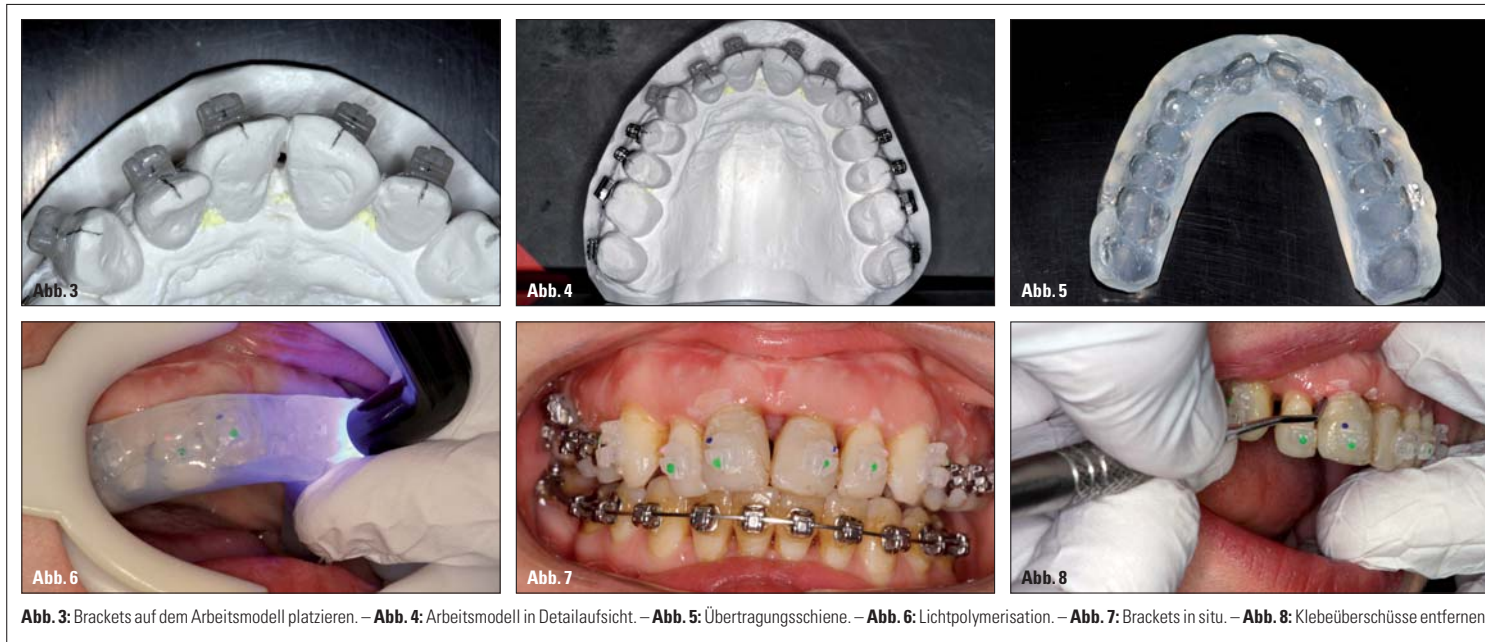 Abb. 3
Abb. 4
Abb. 5
Abb. 6
Abb. 7
Abb. 8
Abb. 3: Brackets auf dem Arbeitsmodell platzieren. – Abb. 4: Arbeitsmodell in Detailaufsicht. – Abb. 5: Übertragungsschiene. – Abb. 6: Lichtpolymerisation. – Abb. 7: Brackets in situ. – Abb. 8: Klebeüberschüsse entfernen